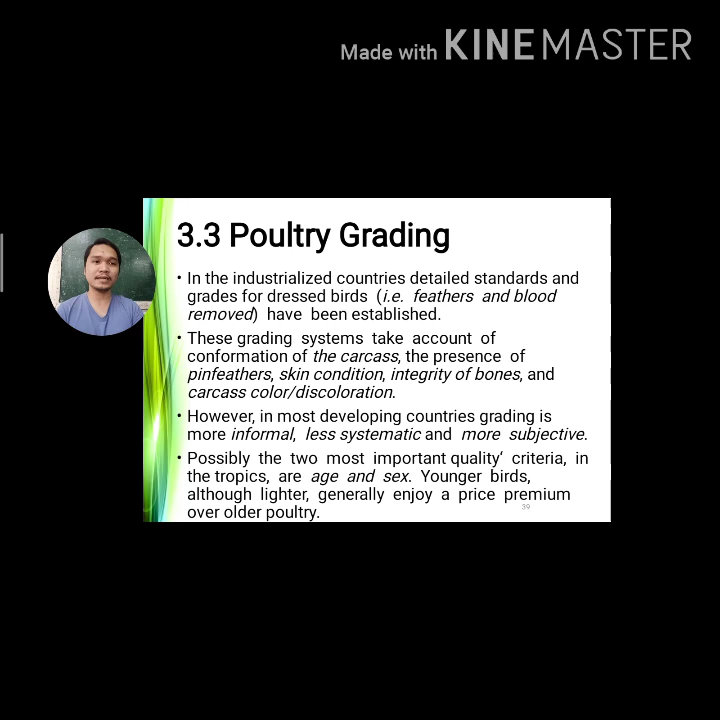 Made with KINEMASTER
3.3 Poultry Grading
• In the industrialized countries detailed standards and
grades for dressed birds (i.e. feathers and blood
removed) have been established.
• These grading systems take account of
conformation of the carcass, the presence of
pinfeathers, skin condition, integrity of bones, and
carcass color/discoloration.
• However, in most developing countries grading is
more informal, less systematic and more subjective.
• Possibly the two most important quality‘ criteria, in
the tropics, are age and sex. Younger birds,
although lighter, generally enjoy a price premium
over older poultry.
39